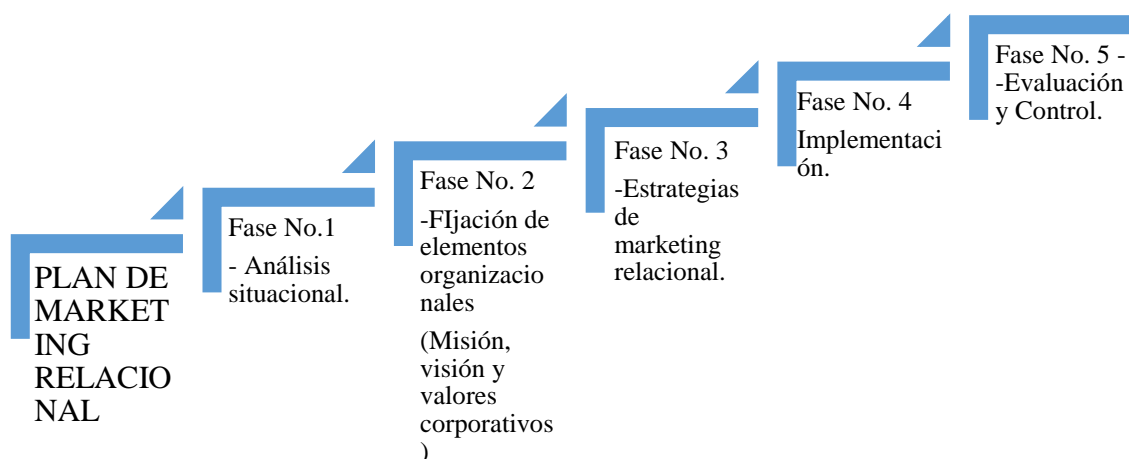 PLAN DE
MARKET
ING
RELACIO
NAL
Fase No.1
- Análisis
situacional.
Fase No. 2
-FIjación de
elementos
organizacio
nales
(Misión,
visión y
valores
corporativos
)
Fase No. 3
-Estrategias
de
marketing
relacional.
Fase No. 4
Implementaci
ón.
Fase No. 5 -
-Evaluación
y Control.